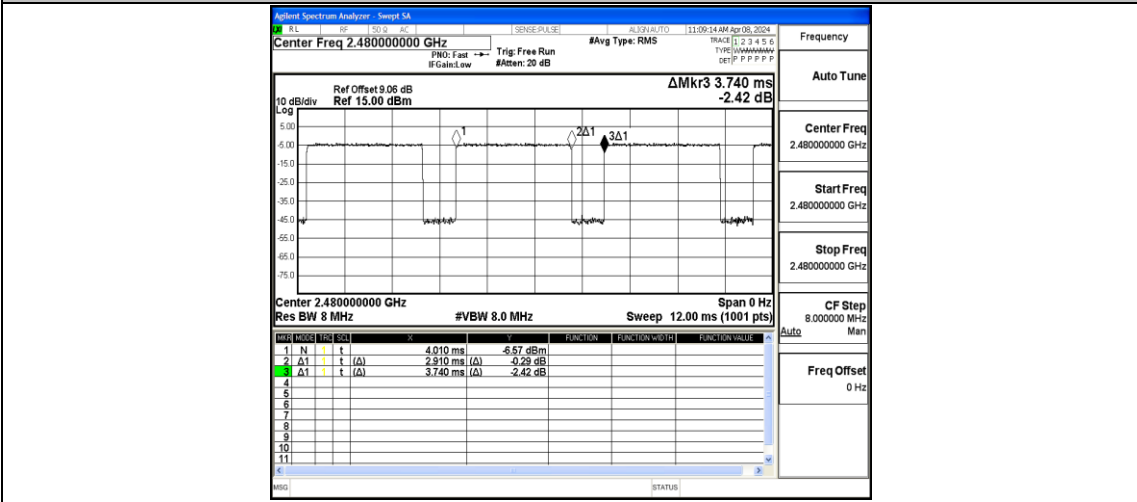 Agilent Spectrum Analyzer - Swept SA
RL RF 50 Ω AC SENSE:PULSE ALIGN AUTO 11:09:14 AM Apr 08, 2024
Center Freq 2.480000000 GHz
#Avg Type: RMS
TRACE 1 2 3 4 5 6
TYPE WWWWWW
DET P P P P P P
PNO: Fast
IFGain:Low
Trig: Free Run
#Atten: 20 dB
ΔMkr3 3.740 ms
-2.42 dB
Ref Offset 9.06 dB
10 dB/div Ref 15.00 dBm
Log
5.00
-5.00
-15.0
-25.0
-35.0
-45.0
-55.0
-65.0
-75.0
1
2Δ1
3Δ1
Center 2.480000000 GHz Span 0 Hz
Res BW 8 MHz #VBW 8.0 MHz Sweep 12.00 ms (1001 pts)
MKR MODE TRC SCL X Y FUNCTION FUNCTION WIDTH FUNCTION VALUE
1 N 1 t 4.010 ms -6.57 dBm
2 Δ1 1 t (Δ) 2.910 ms (Δ) -0.29 dB
3 Δ1 1 t (Δ) 3.740 ms (Δ) -2.42 dB
4
5
6
7
8
9
10
11
MSG STATUS
Frequency
Auto Tune
Center Freq
2.480000000 GHz
Start Freq
2.480000000 GHz
Stop Freq
2.480000000 GHz
CF Step
8.000000 MHz
Auto Man
Freq Offset
0 Hz